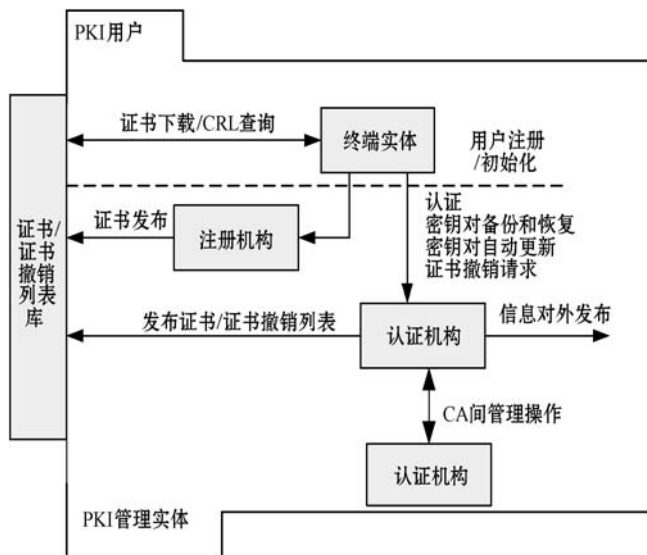 PKI用户
证书下载/CRL查询
终端实体
用户注册
/初始化
证书发布
注册机构
认证
密钥对备份和恢复
密钥对自动更新
证书撤销请求
证书/
证书
撤销
列表
库
发布证书/证书撤销列表
认证机构
信息对外发布
CA间管理操作
认证机构
PKI管理实体